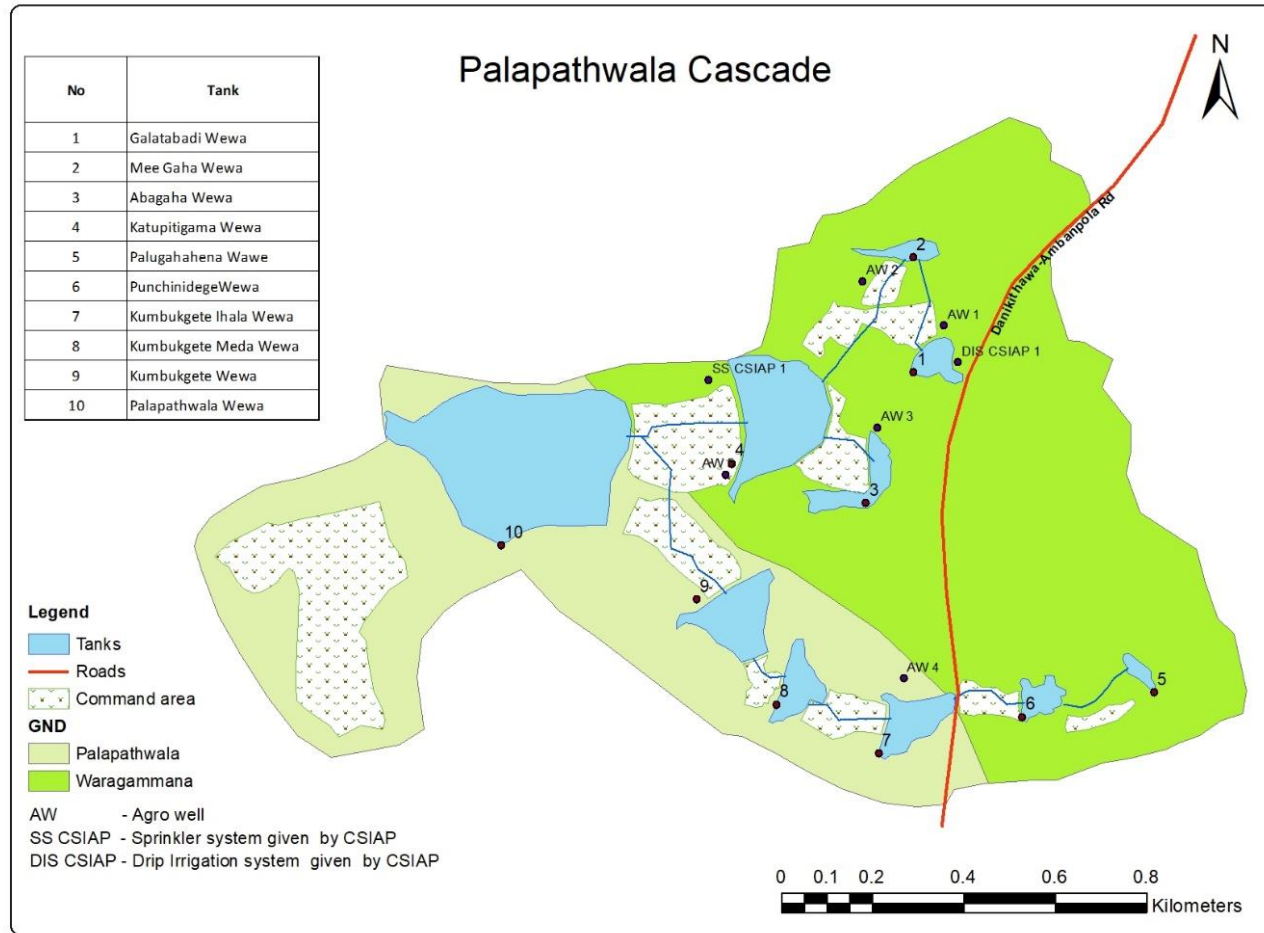 Palapathwala Cascade
N
No Tank
1 Galatabadi Wewa
2 Mee Gaha Wewa
3 Abagaha Wewa
4 Katupitigama Wewa
5 Palugahahena Wawe
6 PunchinidegeWewa
7 Kumbukgete Ihala Wewa
8 Kumbukgete Meda Wewa
9 Kumbukgete Wewa
10 Palapathwala Wewa
Danikithawa-Ambanpola Rd
2
AW 2
AW 1
DIS CSIAP 1
1
SS CSIAP 1
AW 3
4
AW
3
10
9
AW 4
5
8
6
7
Legend
Tanks
Roads
Command area
GND
Palapathwala
Waragammana
AW - Agro well
SS CSIAP - Sprinkler system given by CSIAP
DIS CSIAP - Drip Irrigation system given by CSIAP
0 0.1 0.2 0.4 0.6 0.8
Kilometers